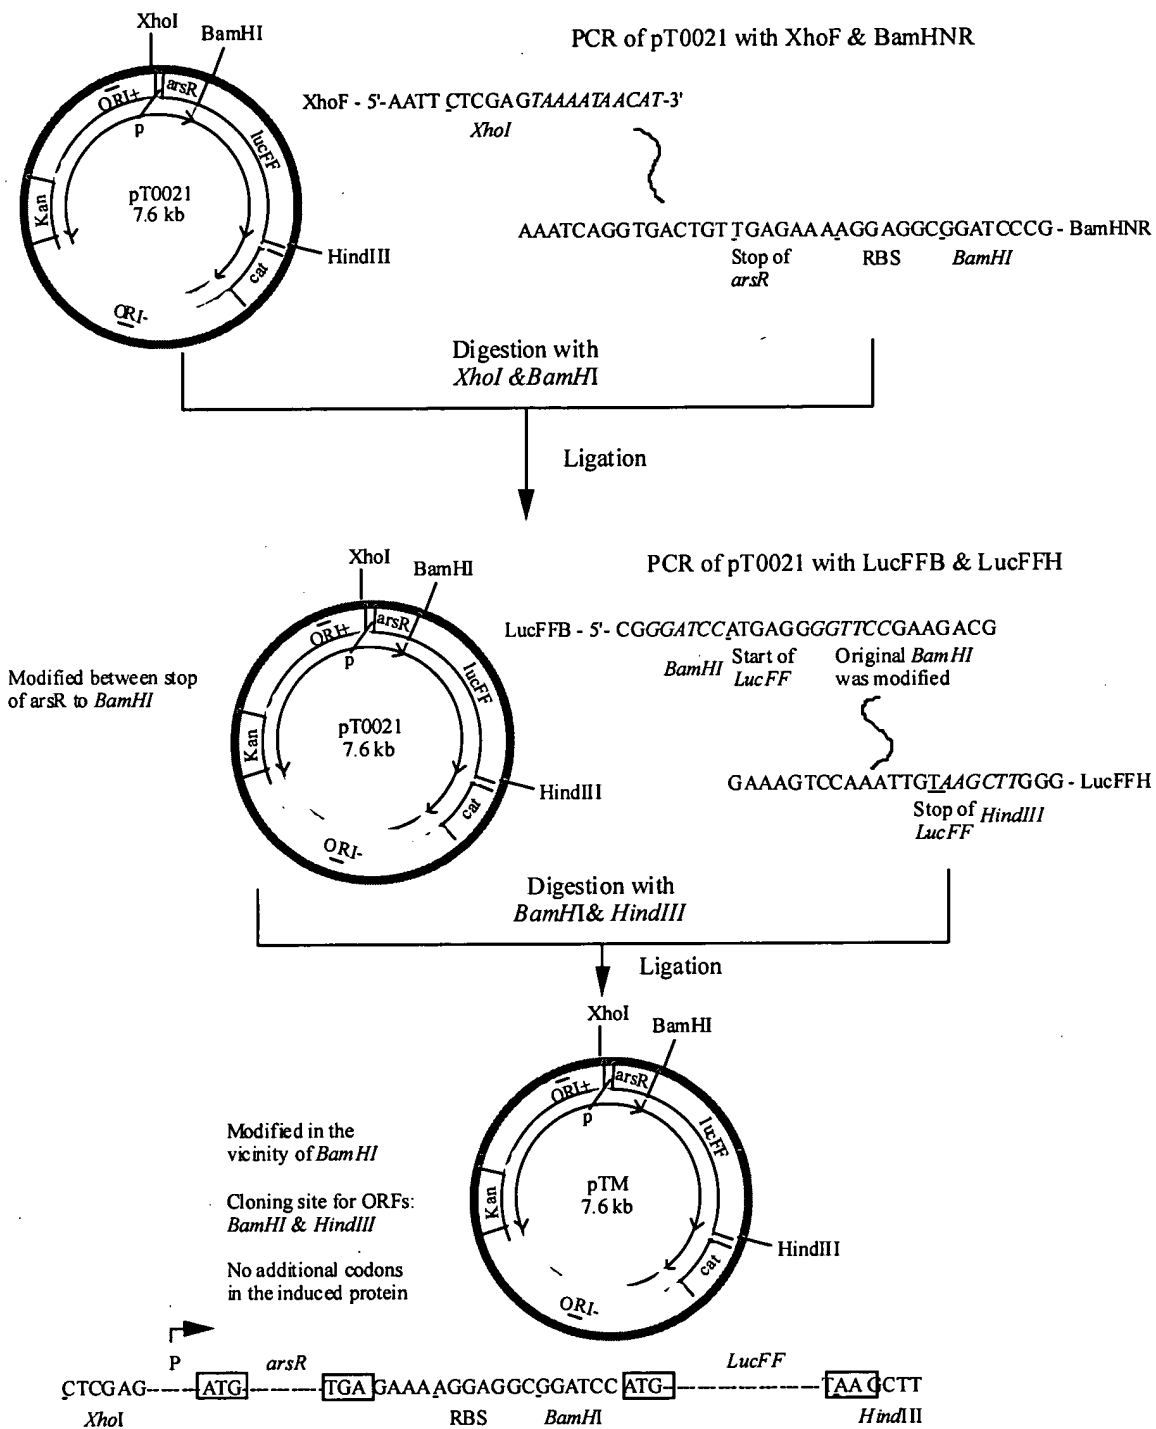 XhoI
BamHI
PCR of pT0021 with XhoF & BamHNR
ORI+
arsR
p
lucFF
XhoF - 5'-AATT CTCGAGTAAAATAACAT-3'
XhoI
Kan
pT0021
7.6 kb
AAATCAGGTGACTGT TGAGAAAAGGAGGCGGATCCCG - BamHNR
Stop of
arsR
RBS
BamHI
HindIII
cat
ORI-
Digestion with
XhoI &BamHI
Ligation
XhoI
BamHI
PCR of pT0021 with LucFFB & LucFFH
ORI+
arsR
p
lucFF
LucFFB - 5'- CGGGATCCATGAGGGGTTCCGAAGACG
BamHI
Start of
LucFF
Original BamHI
was modified
Modified between stop
of arsR to BamHI
Kan
pT0021
7.6 kb
GAAAGTCCAAATTGTAAGCTTGGG - LucFFH
Stop of
LucFF
HindIII
HindIII
cat
ORI-
Digestion with
BamHI& HindIII
Ligation
XhoI
BamHI
ORI+
arsR
p
lucFF
Modified in the
vicinity of BamHI
Kan
pTM
7.6 kb
Cloning site for ORFs:
BamHI & HindIII
HindIII
cat
No additional codons
in the induced protein
ORI-
P
arsR
LucFF
CTCGAG------ATG---------TGA GAAAAGGAGGCGGATCC ATG----------------TAA GCTT
XhoI
RBS
BamHI
HindIII